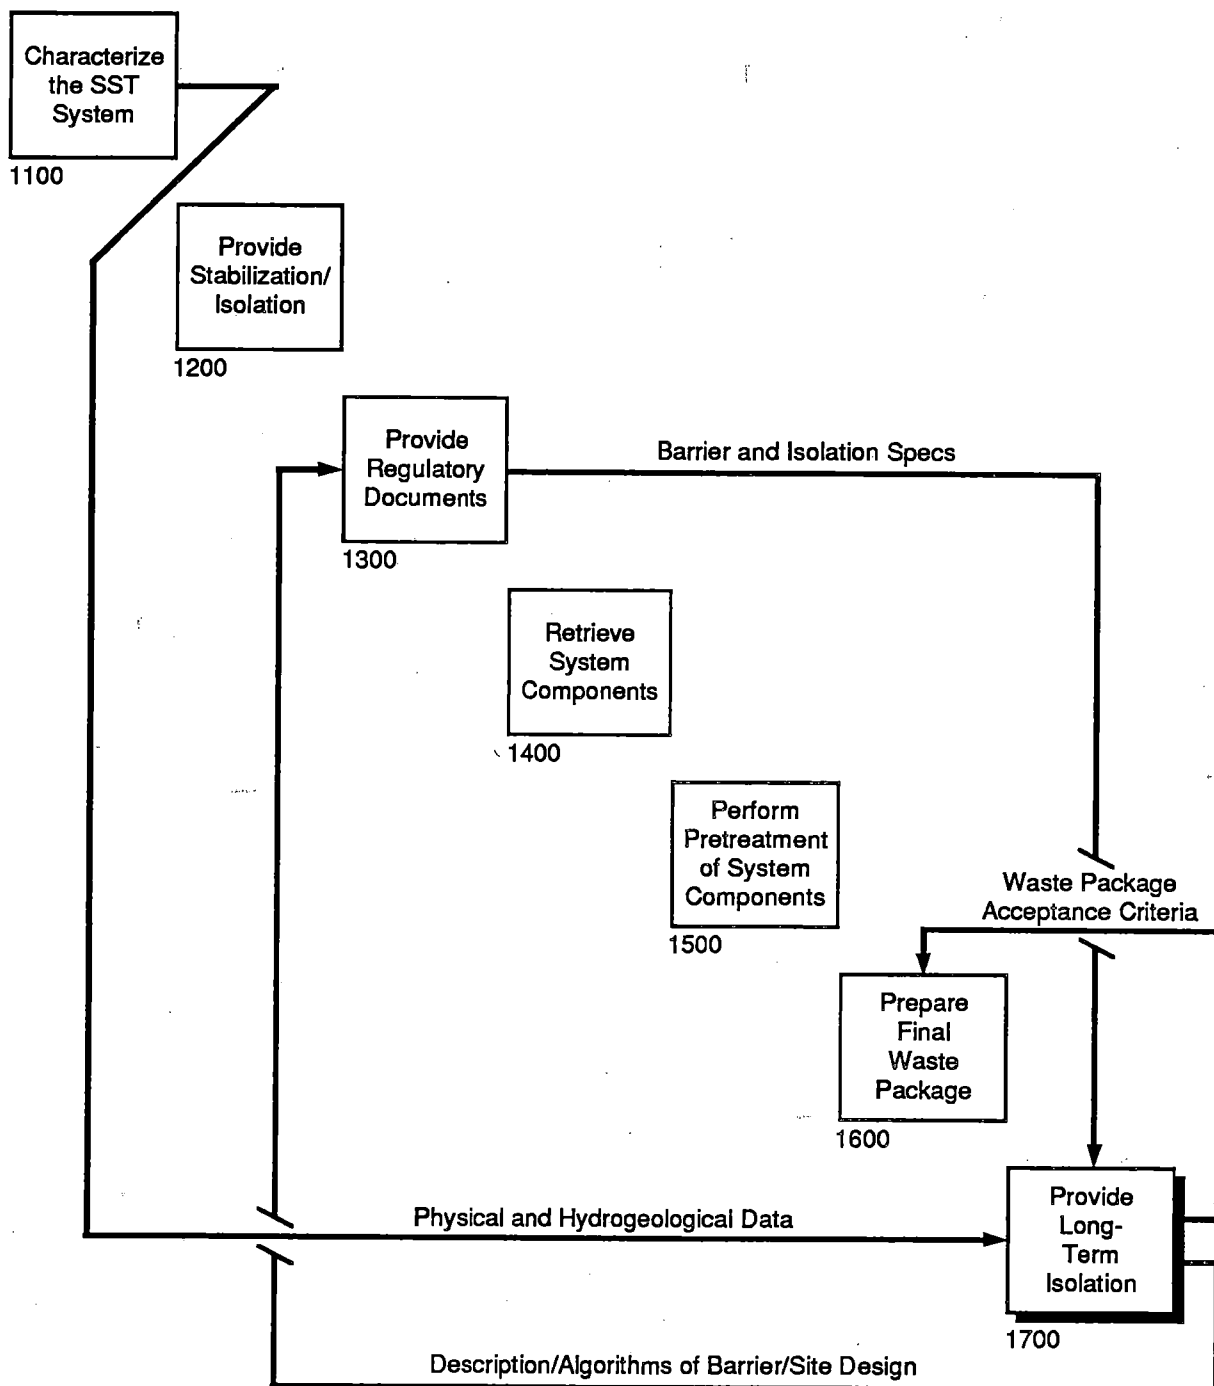 Characterize
the SST
System
1100
Provide
Stabilization/
Isolation
1200
Provide
Regulatory
Documents
1300
Barrier and Isolation Specs
Retrieve
System
Components
1400
Perform
Pretreatment
of System
Components
1500
Waste Package
Acceptance Criteria
Prepare
Final
Waste
Package
1600
Physical and Hydrogeological Data
Provide
Long-
Term
Isolation
1700
Description/Algorithms of Barrier/Site Design